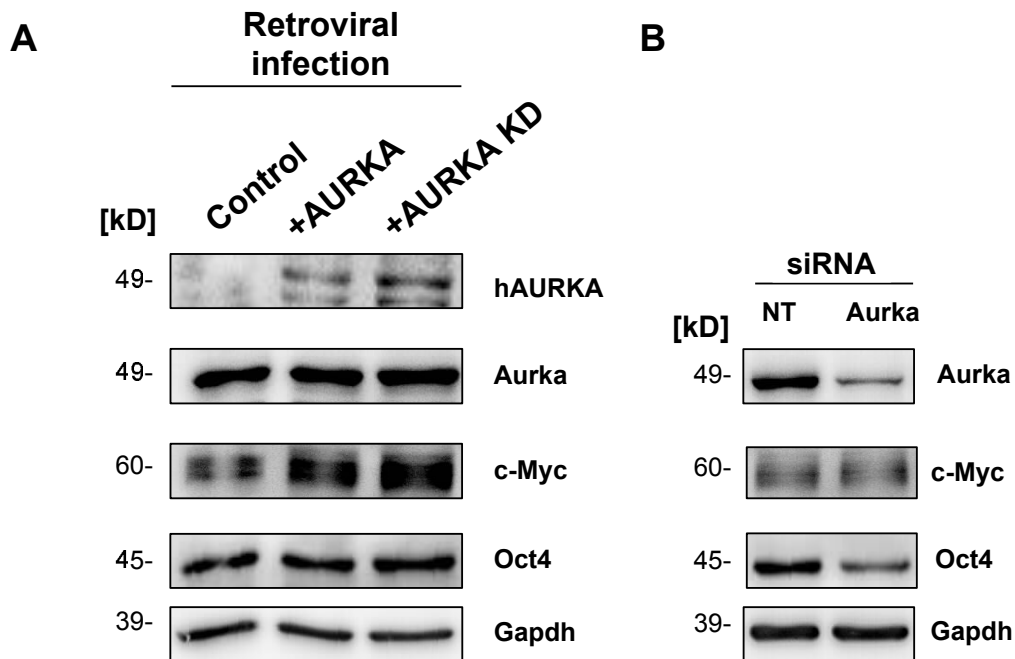 A
Retroviral
infection
Control
+AURKA
+AURKA KD
[kD]
49-
hAURKA
49-
Aurka
60-
c-Myc
45-
Oct4
39-
Gapdh
B
siRNA
NT Aurka
[kD]
49-
Aurka
60-
c-Myc
45-
Oct4
39-
Gapdh